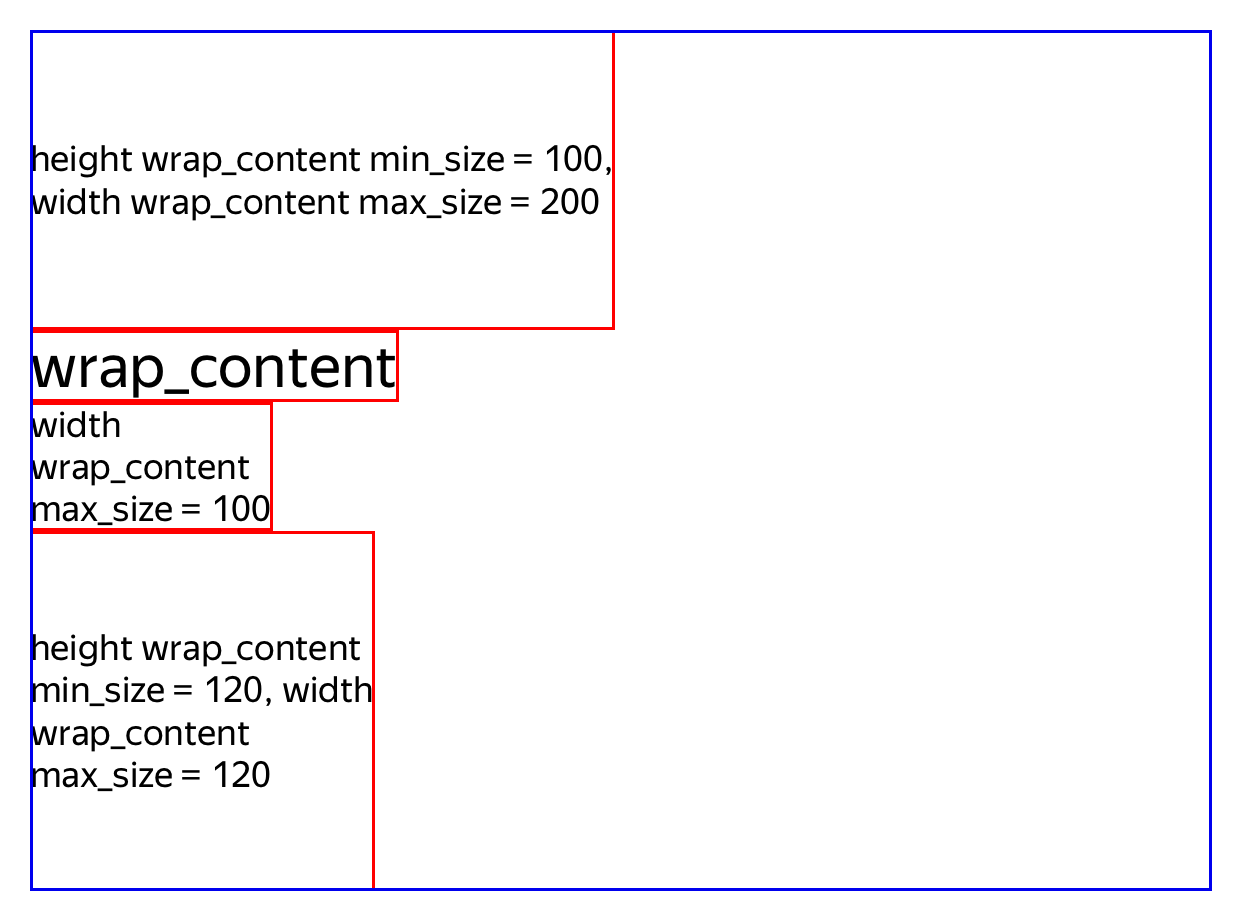 height wrap_content min_size = 100,
width wrap_content max_size = 200
wrap_content
width
wrap_content
max_size = 100
height wrap_content
min_size = 120, width
wrap_content
max_size = 120